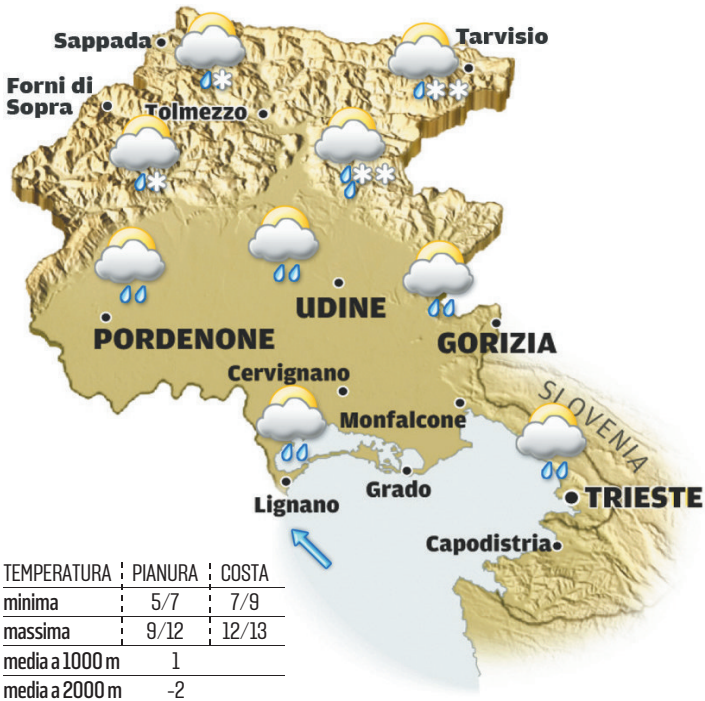 Sappada
Tarvisio
Forni di
Sopra
Tolmezzo
UDINE
PORDENONE
GORIZIA
Cervignano
SLOVENIA
Monfalcone
Grado
TRIESTE
Lignano
Capodistria
TEMPERATURA PIANURA COSTA
minima 5/7 7/9
massima 9/12 12/13
media a 1000 m 1
media a 2000 m -2